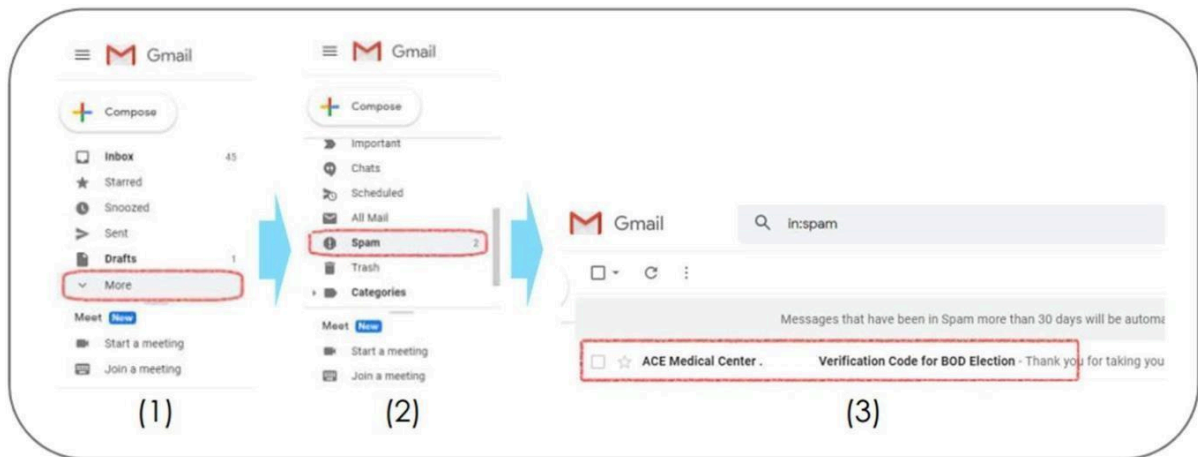 Gmail
Compose
Inbox 45
Starred
Snoozed
Sent
Drafts 1
More
Meet New
Start a meeting
Join a meeting
(1)
Gmail
Compose
Important
Chats
Scheduled
All Mail
Spam 2
Trash
Categories
Meet New
Start a meeting
Join a meeting
(2)
Gmail
in:spam
Messages that have been in Spam more than 30 days will be automa
ACE Medical Center . Verification Code for BOD Election - Thank you for taking you
(3)